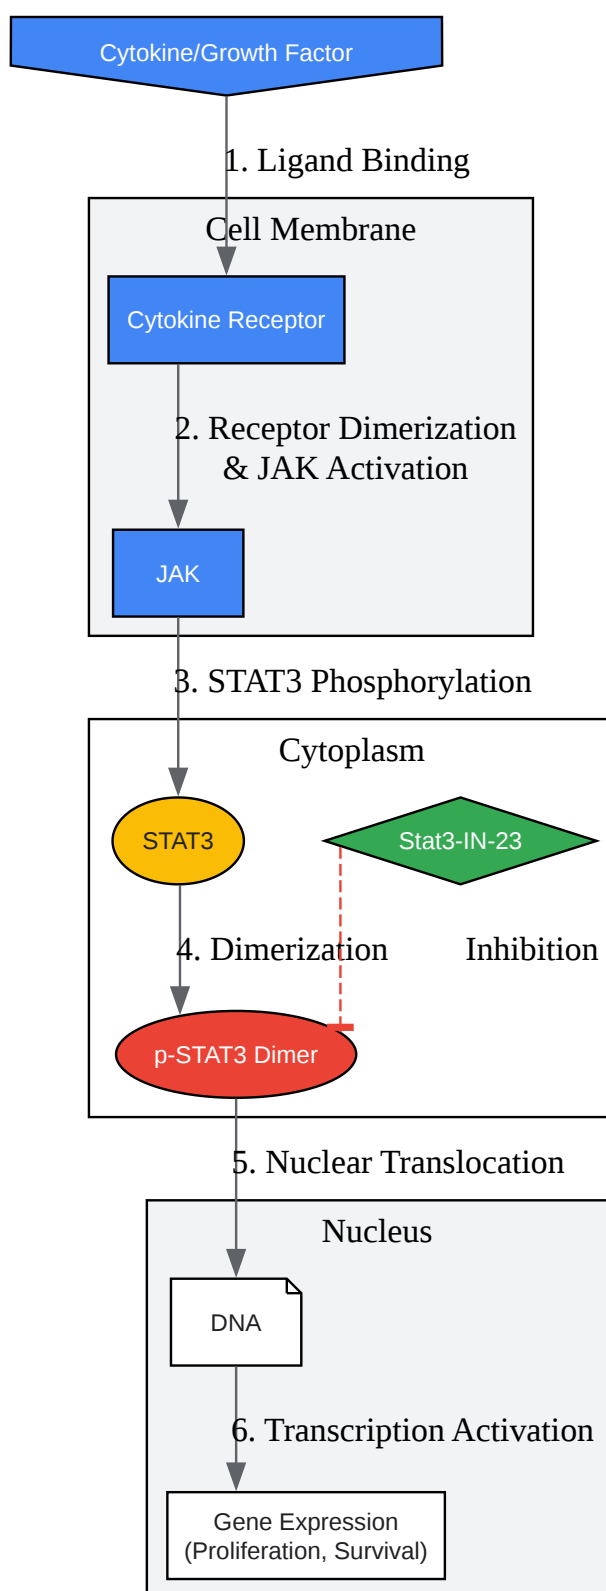 Cytokine/Growth Factor
1. Ligand Binding
Cell Membrane
Cytokine Receptor
2. Receptor Dimerization
& JAK Activation
JAK
3. STAT3 Phosphorylation
Cytoplasm
STAT3
Stat3-IN-23
4. Dimerization
Inhibition
p-STAT3 Dimer
5. Nuclear Translocation
Nucleus
DNA
6. Transcription Activation
Gene Expression
(Proliferation, Survival)